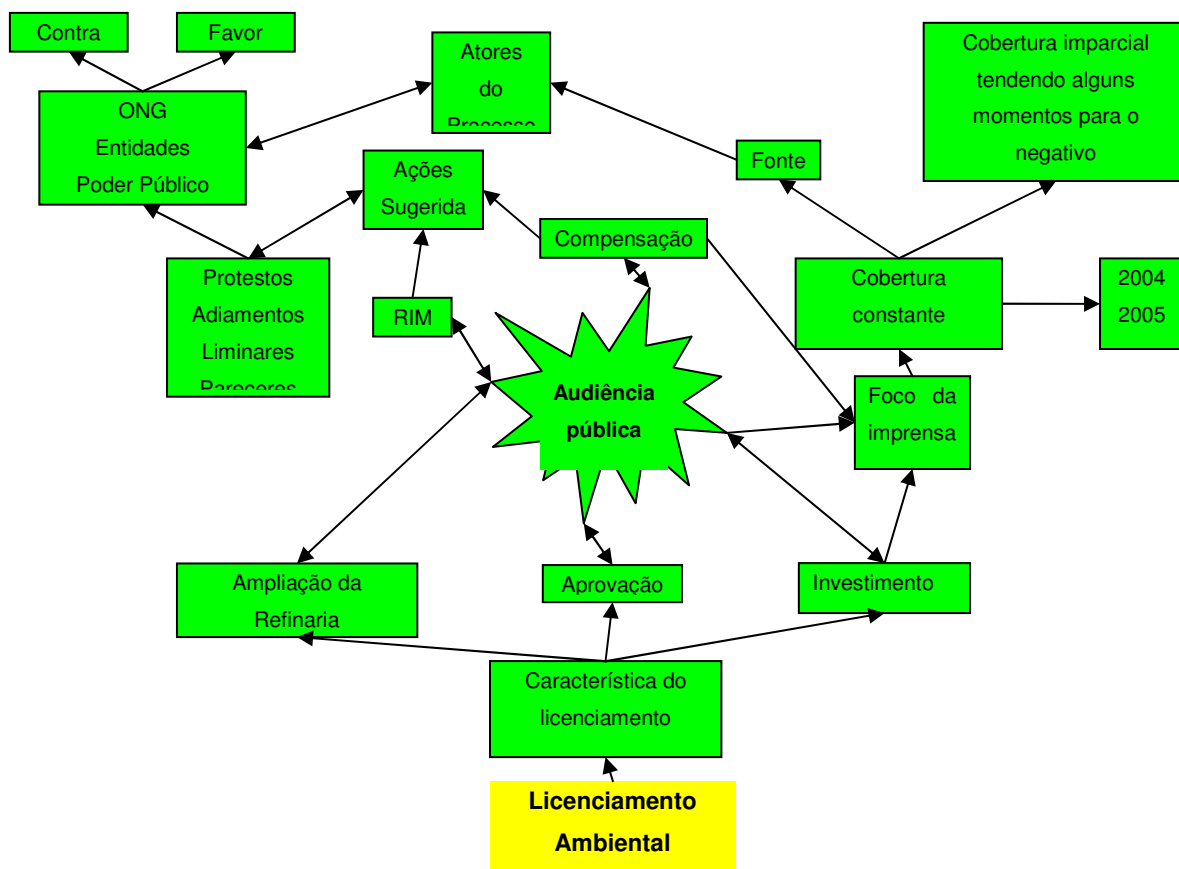 Contra
Favor
Atores
do
Processo
Cobertura imparcial
tendendo alguns
momentos para o
negativo
ONG
Entidades
Poder Público
Fonte
Ações
Sugerida
Compensação
Protestos
Adiamentos
Liminares
Pareceres
Cobertura
constante
2004
2005
RIM
Audiência
pública
Foco da
imprensa
Ampliação da
Refinaria
Aprovação
Investimento
Característica do
licenciamento
Licenciamento
Ambiental